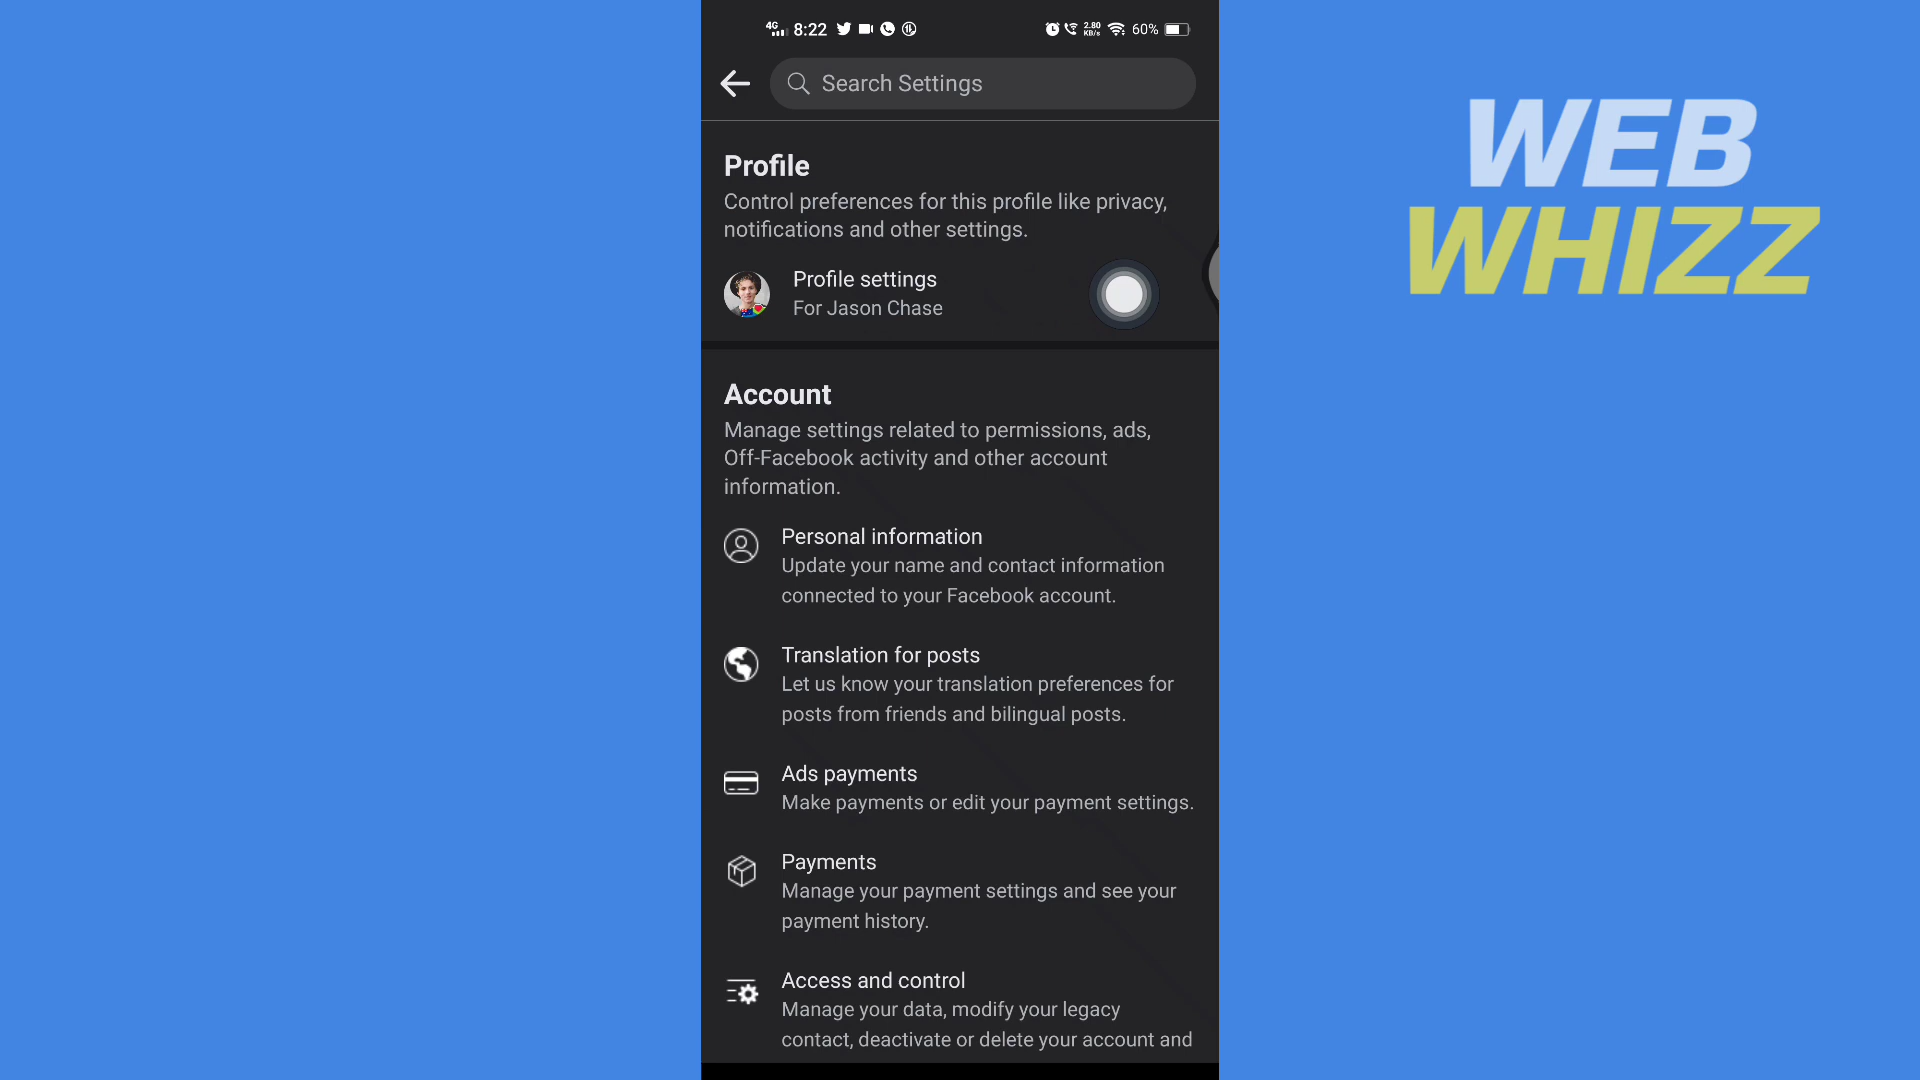 4G 8:22 2.80 KB/s 60%
Search Settings
WEB
WHIZZ
Profile
Control preferences for this profile like privacy,
notifications and other settings.
Profile settings
For Jason Chase
Account
Manage settings related to permissions, ads,
Off-Facebook activity and other account
information.
Personal information
Update your name and contact information
connected to your Facebook account.
Translation for posts
Let us know your translation preferences for
posts from friends and bilingual posts.
Ads payments
Make payments or edit your payment settings.
Payments
Manage your payment settings and see your
payment history.
Access and control
Manage your data, modify your legacy
contact, deactivate or delete your account and